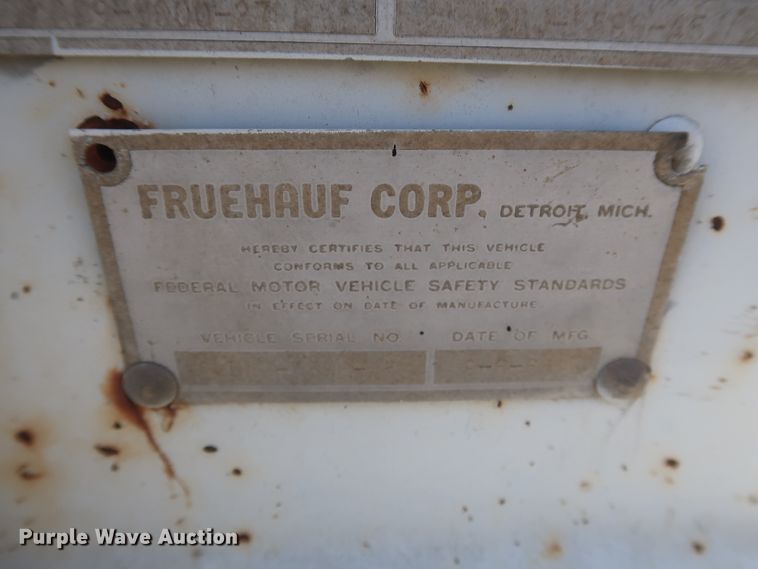 FRUEHAUF CORP. DETROIT, MICH.
HEREBY CERTIFIES THAT THIS VEHICLE
CONFORMS TO ALL APPLICABLE
FEDERAL MOTOR VEHICLE SAFETY STANDARDS
IN EFFECT ON DATE OF MANUFACTURE
VEHICLE SERIAL NO. DATE OF MFG.
Purple Wave Auction